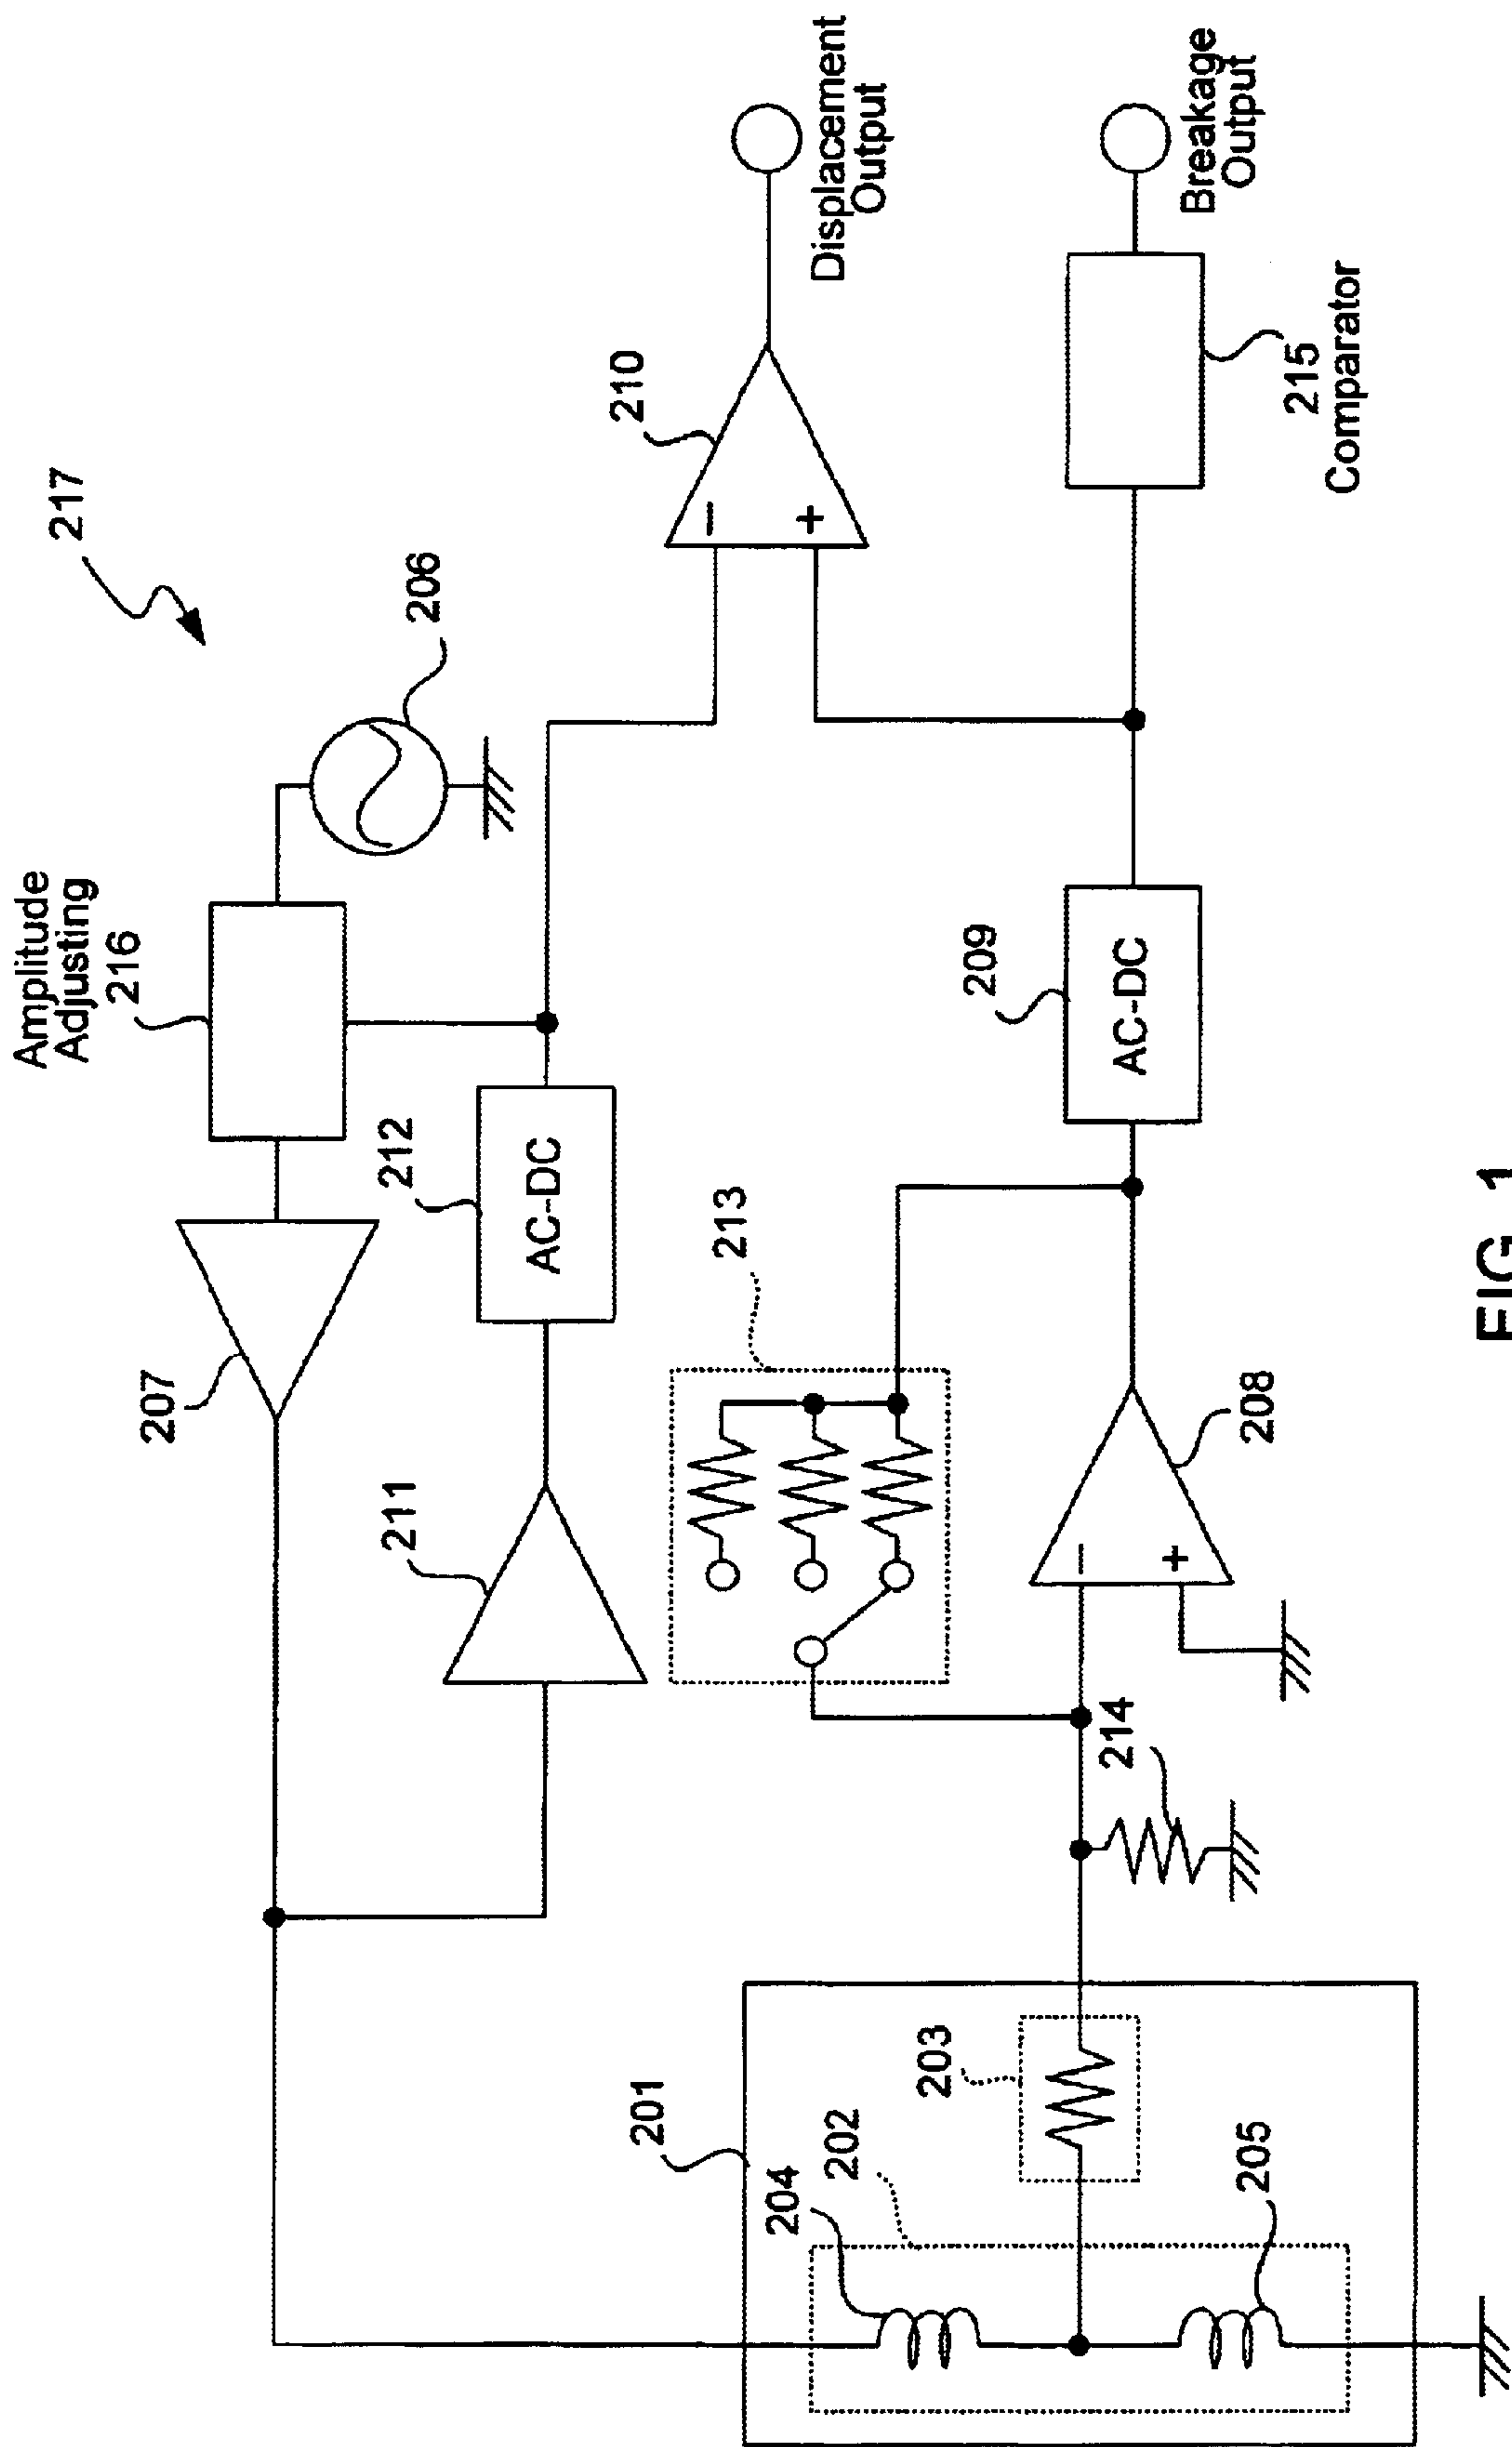 217
Amplitude
Adjusting
216
206
207
212
AC-DC
211
210
−
+
Displacement
Output
213
209
AC-DC
Breakage
Output
215
Comparator
208
−
+
214
201
203
202
204
205
FIG. 1